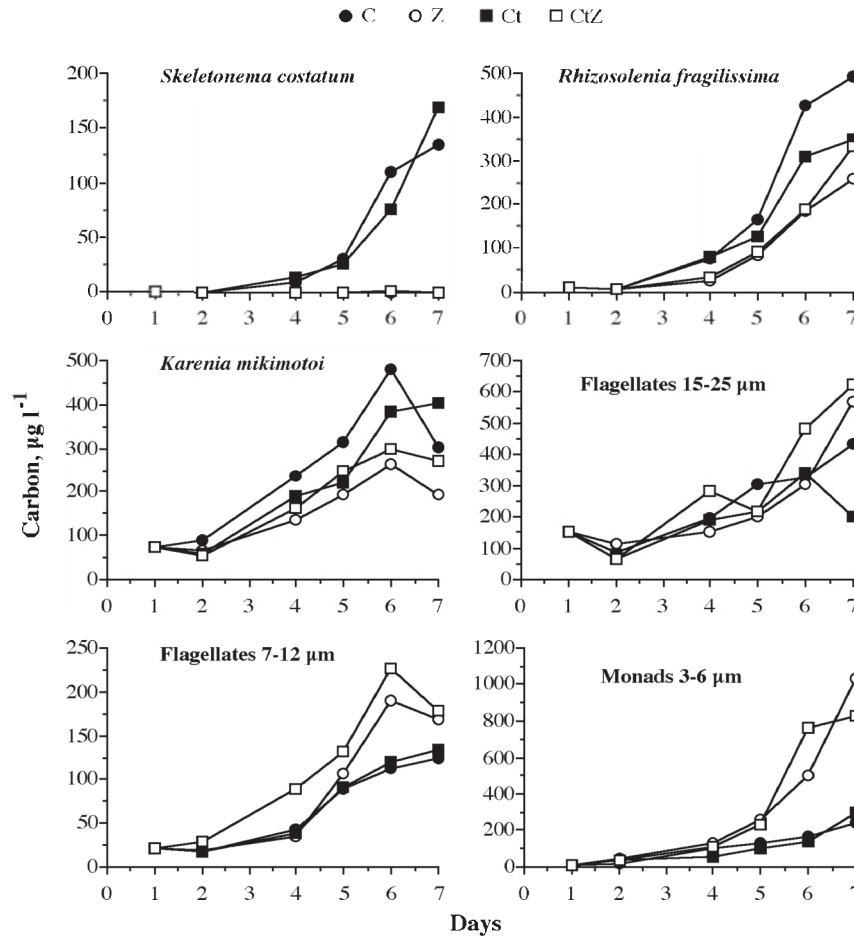 C Z Ct CtZ
Skeletonema costatum
200
150
100
50
0
0 1 2 3 4 5 6 7
Rhizosolenia fragilissima
500
400
300
200
100
0
0 1 2 3 4 5 6 7
Karenia mikimotoi
500
400
300
200
100
0
0 1 2 3 4 5 6 7
Flagellates 15-25 µm
700
600
500
400
300
200
100
0
0 1 2 3 4 5 6 7
Flagellates 7-12 µm
250
200
150
100
50
0
0 1 2 3 4 5 6 7
Monads 3-6 µm
1200
1000
800
600
400
200
0
0 1 2 3 4 5 6 7
Carbon, µg l⁻¹
Days